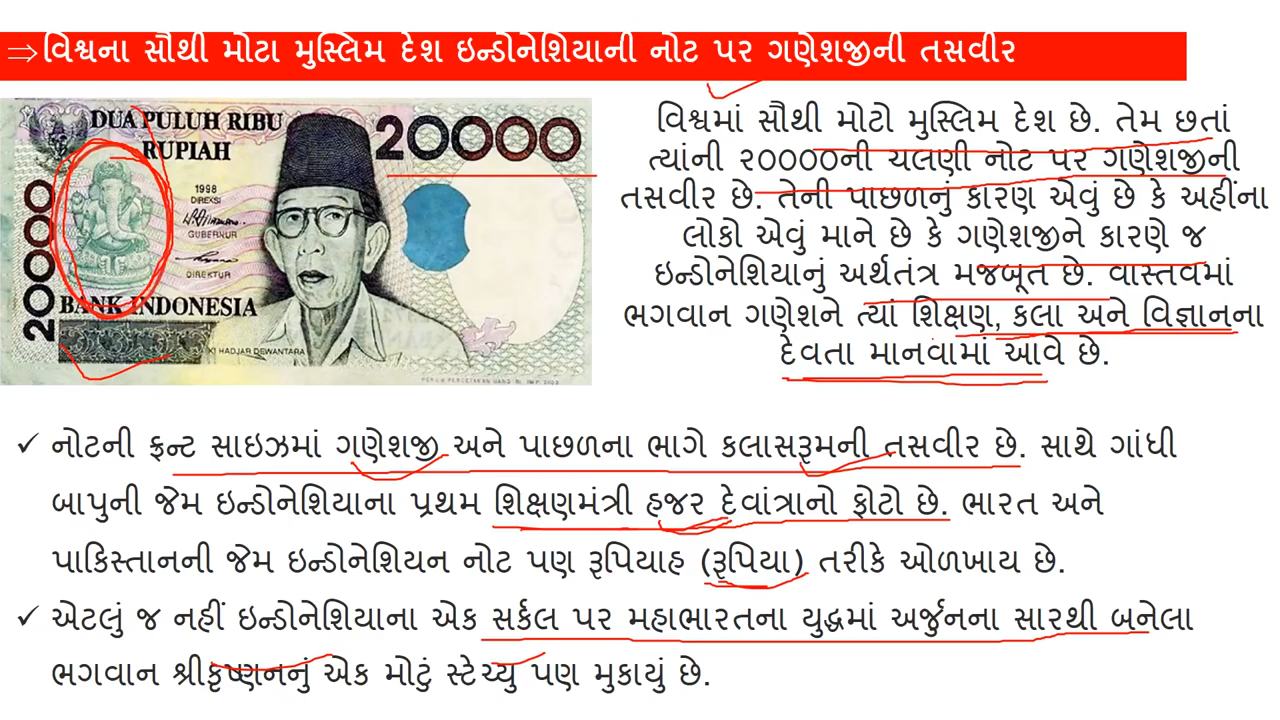 ⇒વિશ્વના સૌથી મોટા મુસ્લિમ દેશ ઇન્ડોનેશિયાની નોટ પર ગણેશજીની તસવીર
DUA PULUH RIBU
RUPIAH
20000
1998
DIREKSI
GUBERNUR
DIREKTUR
20000
BANK INDONESIA
KI HADJAR DEWANTARA
વિશ્વમાં સૌથી મોટો મુસ્લિમ દેશ છે. તેમ છતાં
ત્યાંની ૨૦૦૦૦ની ચલણી નોટ પર ગણેશજીની
તસવીર છે. તેની પાછળનું કારણ એવું છે કે અહીંના
લોકો એવું માને છે કે ગણેશજીને કારણે જ
ઇન્ડોનેશિયાનું અર્થતંત્ર મજબૂત છે. વાસ્તવમાં
ભગવાન ગણેશને ત્યાં શિક્ષણ, કલા અને વિજ્ઞાનના
દેવતા માનવામાં આવે છે.
✓ નોટની ફ્રન્ટ સાઇઝમાં ગણેશજી અને પાછળના ભાગે કલાસરૂમની તસવીર છે. સાથે ગાંધી
બાપુની જેમ ઇન્ડોનેશિયાના પ્રથમ શિક્ષણમંત્રી હજર દેવાંત્રાનો ફોટો છે. ભારત અને
પાકિસ્તાનની જેમ ઇન્ડોનેશિયન નોટ પણ રૂપિયાહ (રૂપિયા) તરીકે ઓળખાય છે.
✓ એટલું જ નહીં ઇન્ડોનેશિયાના એક સર્કલ પર મહાભારતના યુદ્ધમાં અર્જુનના સારથી બનેલા
ભગવાન શ્રીકૃષ્ણનનું એક મોટું સ્ટેચ્યુ પણ મુકાયું છે.